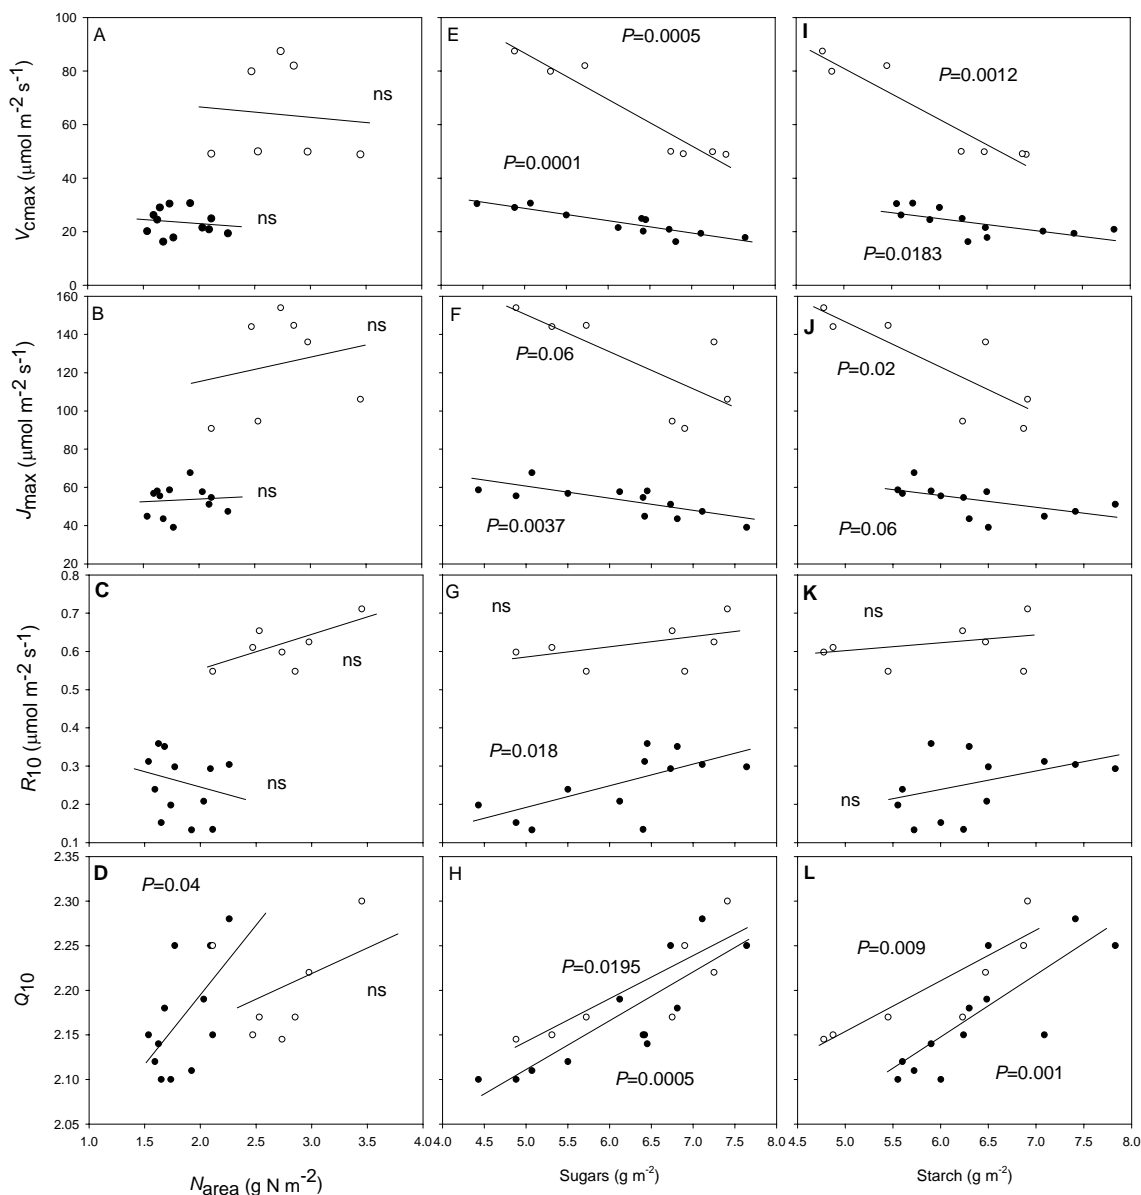 A
E
I
V cmax (μmol m⁻² s⁻¹)
100
80
60
40
20
0
ns
ns
P=0.0005
P=0.0001
P=0.0012
P=0.0183
B
F
J
J max (μmol m⁻² s⁻¹)
160
140
120
100
80
60
40
20
ns
ns
P=0.06
P=0.0037
P=0.02
P=0.06
C
G
K
R10 (μmol m⁻² s⁻¹)
0.8
0.7
0.6
0.5
0.4
0.3
0.2
0.1
ns
ns
ns
P=0.018
ns
ns
D
H
L
Q10
2.35
2.30
2.25
2.20
2.15
2.10
2.05
P=0.04
ns
P=0.0195
P=0.0005
P=0.009
P=0.001
1.0 1.5 2.0 2.5 3.0 3.5 4.0
4.0 4.5 5.0 5.5 6.0 6.5 7.0 7.5 8.0
4.5 5.0 5.5 6.0 6.5 7.0 7.5 8.0
N area (g N m⁻²)
Sugars (g m⁻²)
Starch (g m⁻²)